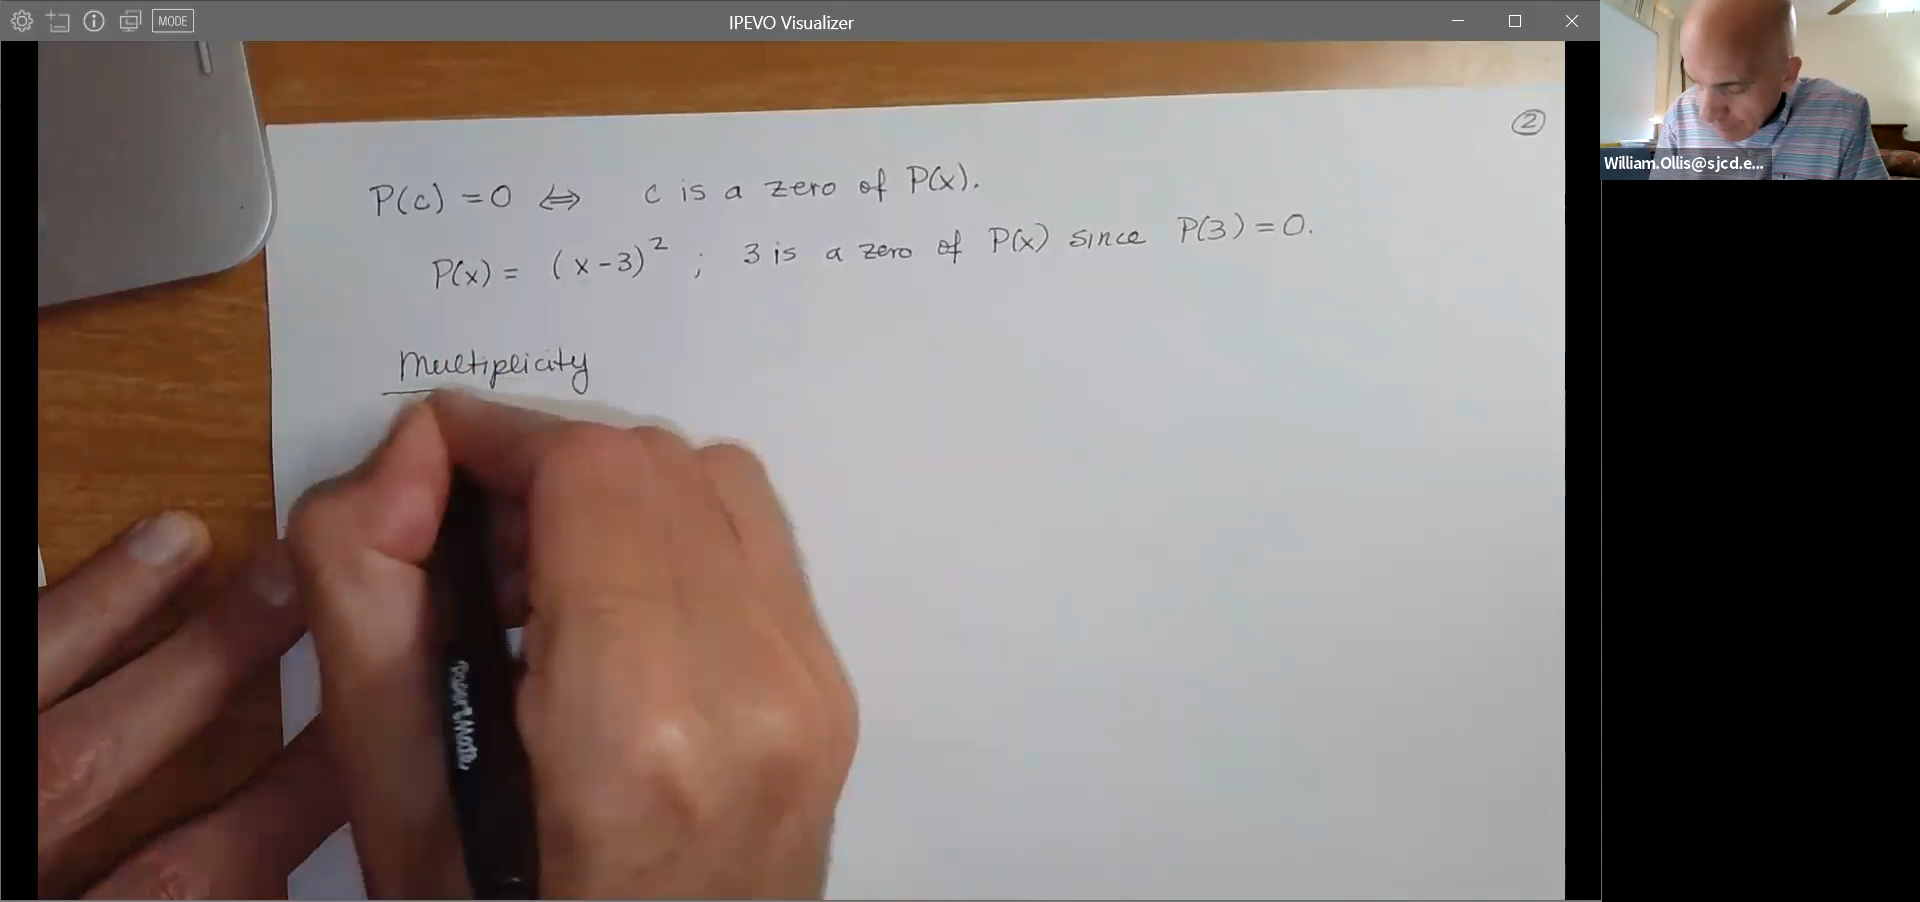 MODE
IPEVO Visualizer
②
P(c) = 0 ⇔ c is a zero of P(x).
P(x) = (x-3)² ; 3 is a zero of P(x) since P(3) = 0.
Multiplicity
PaperMate
William.Ollis@sjcd.e...